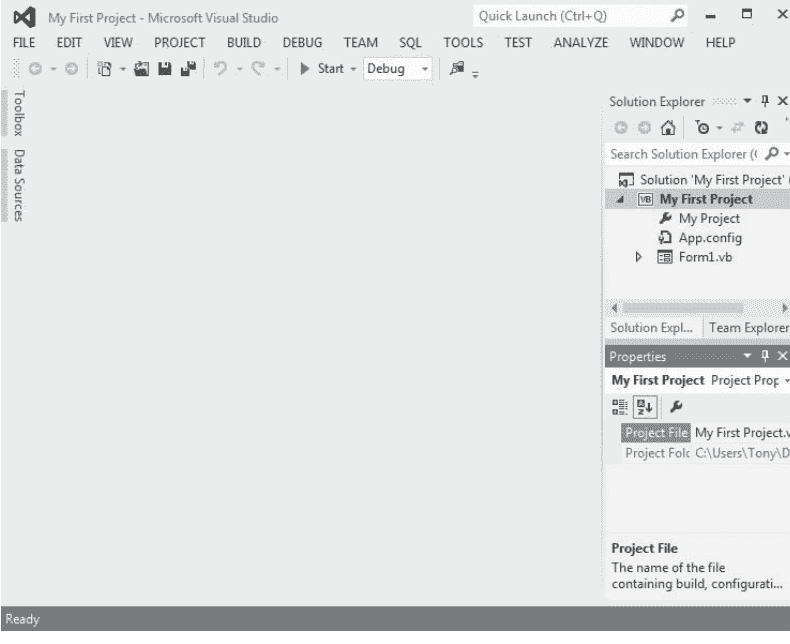 My First Project - Microsoft Visual Studio
Quick Launch (Ctrl+Q)
FILE EDIT VIEW PROJECT BUILD DEBUG TEAM SQL TOOLS TEST ANALYZE WINDOW HELP
Start Debug
Toolbox
Data Sources
Solution Explorer
Search Solution Explorer (
Solution 'My First Project' (
VB My First Project
My Project
App.config
Form1.vb
Solution Expl... Team Explorer
Properties
My First Project Project Prop
Project File My First Project.v
Project Folc C:\Users\Tony\D
Project File
The name of the file
containing build, configurati...
Ready